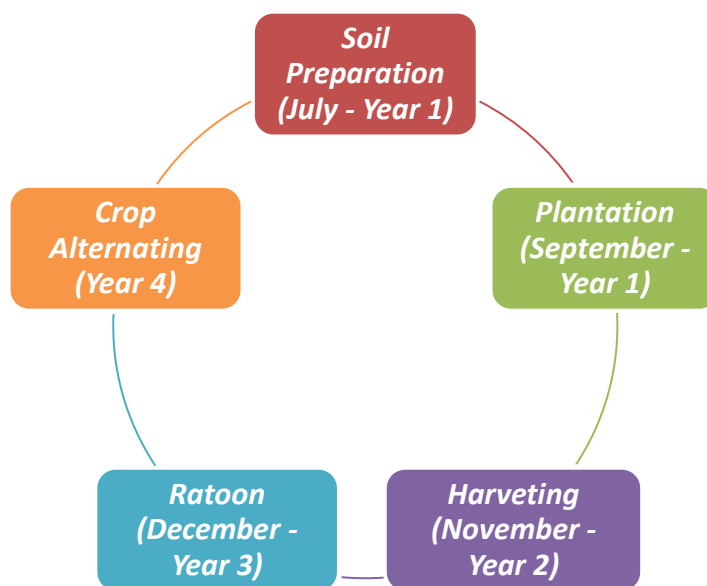 Soil
Preparation
(July - Year 1)
Plantation
(September -
Year 1)
Harveting
(November -
Year 2)
Ratoon
(December -
Year 3)
Crop
Alternating
(Year 4)